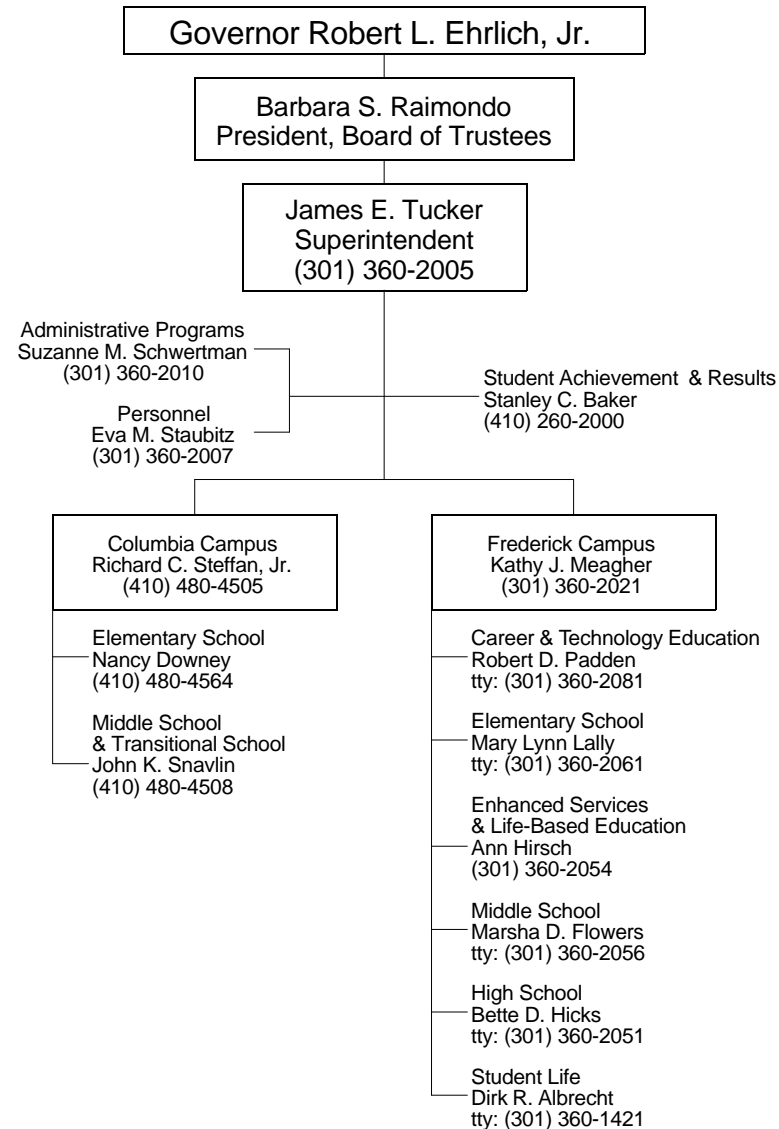 Governor Robert L. Ehrlich, Jr.
Barbara S. Raimondo
President, Board of Trustees
James E. Tucker
Superintendent
(301) 360-2005
Administrative Programs
Suzanne M. Schwertman
(301) 360-2010
Personnel
Eva M. Staubitz
(301) 360-2007
Student Achievement & Results
Stanley C. Baker
(410) 260-2000
Columbia Campus
Richard C. Steffan, Jr.
(410) 480-4505
Elementary School
Nancy Downey
(410) 480-4564
Middle School
& Transitional School
John K. Snavlin
(410) 480-4508
Frederick Campus
Kathy J. Meagher
(301) 360-2021
Career & Technology Education
Robert D. Padden
tty: (301) 360-2081
Elementary School
Mary Lynn Lally
tty: (301) 360-2061
Enhanced Services
& Life-Based Education
Ann Hirsch
(301) 360-2054
Middle School
Marsha D. Flowers
tty: (301) 360-2056
High School
Bette D. Hicks
tty: (301) 360-2051
Student Life
Dirk R. Albrecht
tty: (301) 360-1421